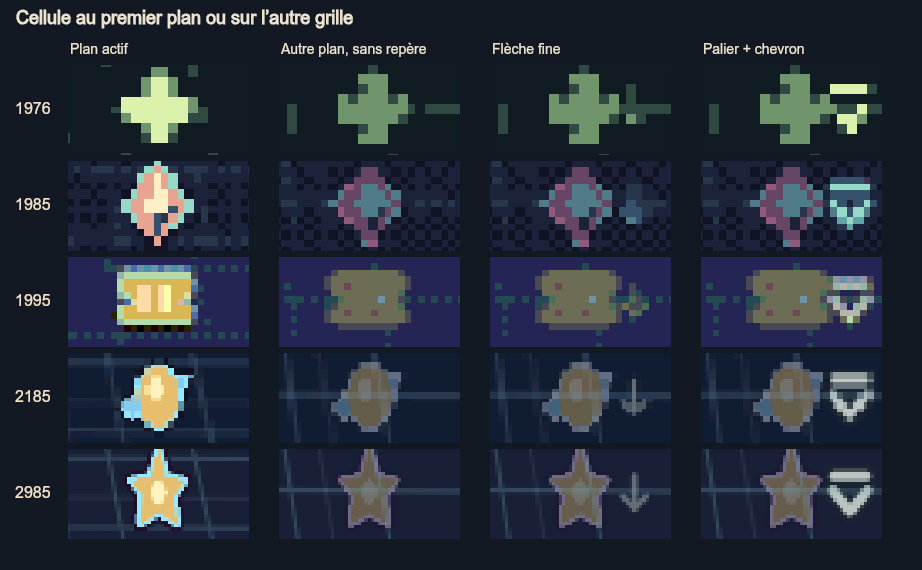 Cellule au premier plan ou sur l'autre grille
Plan actif
Autre plan, sans repère
Flèche fine
Palier + chevron
1976
1985
1995
2185
2985